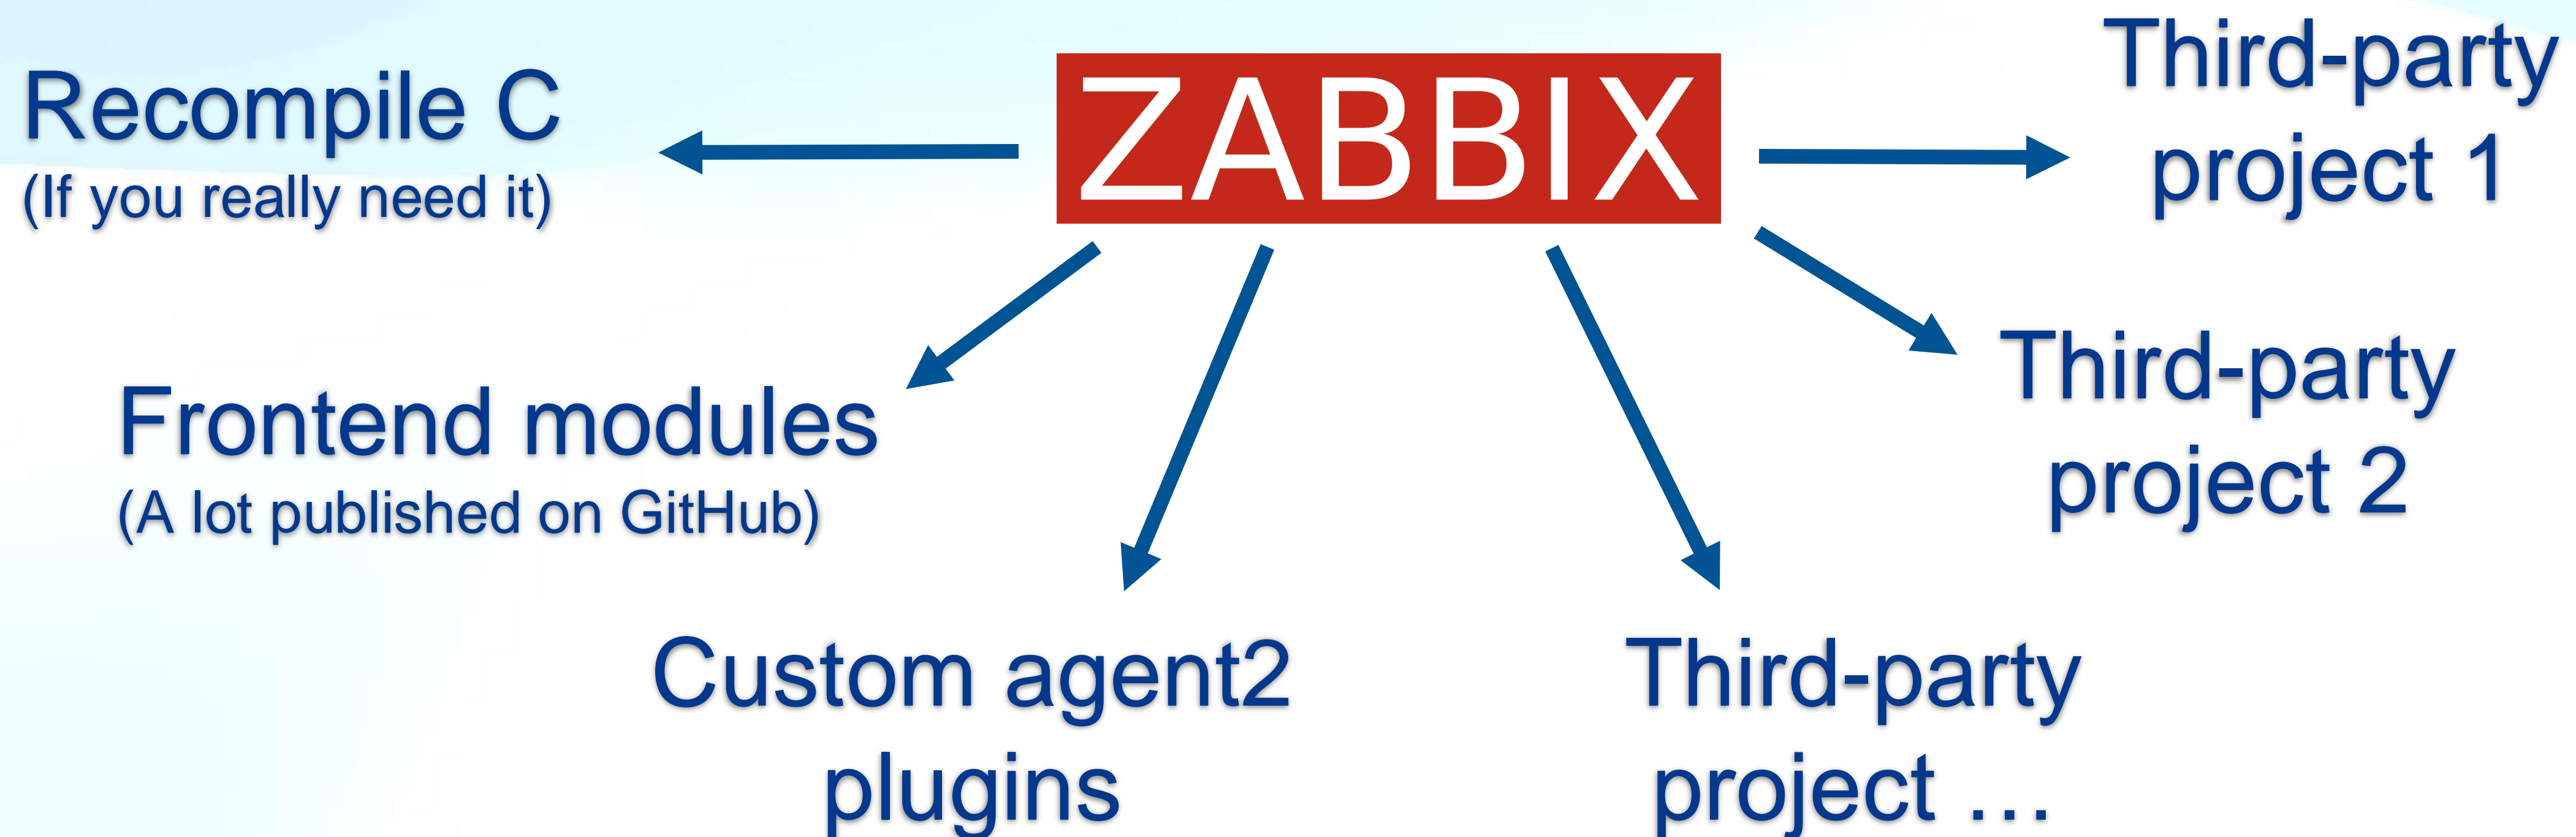 Recompile C
(If you really need it)
ZABBIX
Third-party
project 1
Frontend modules
(A lot published on GitHub)
Third-party
project 2
Custom agent2
plugins
Third-party
project …